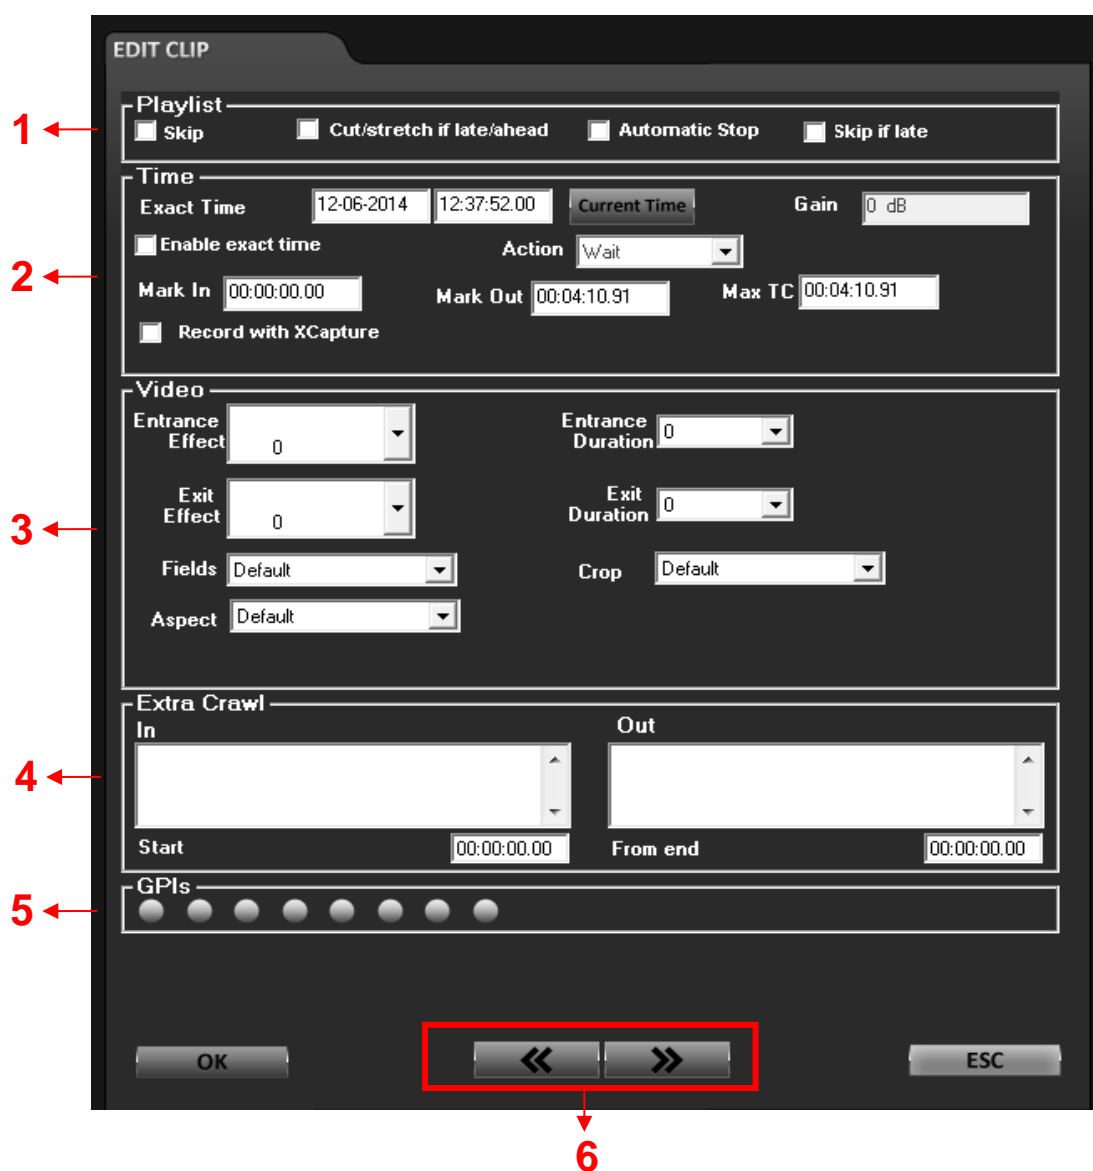 EDIT CLIP
Playlist
1
Skip Cut/stretch if late/ahead Automatic Stop Skip if late
Time
Exact Time 12-06-2014 12:37:52.00 Current Time Gain 0 dB
Enable exact time Action Wait
2
Mark In 00:00:00.00 Mark Out 00:04:10.91 Max TC 00:04:10.91
Record with XCapture
Video
Entrance Effect 0 Entrance Duration 0
Exit Effect 0 Exit Duration 0
3
Fields Default Crop Default
Aspect Default
Extra Crawl
In Out
4
Start 00:00:00.00 From end 00:00:00.00
GPIs
5
OK « » ESC
6